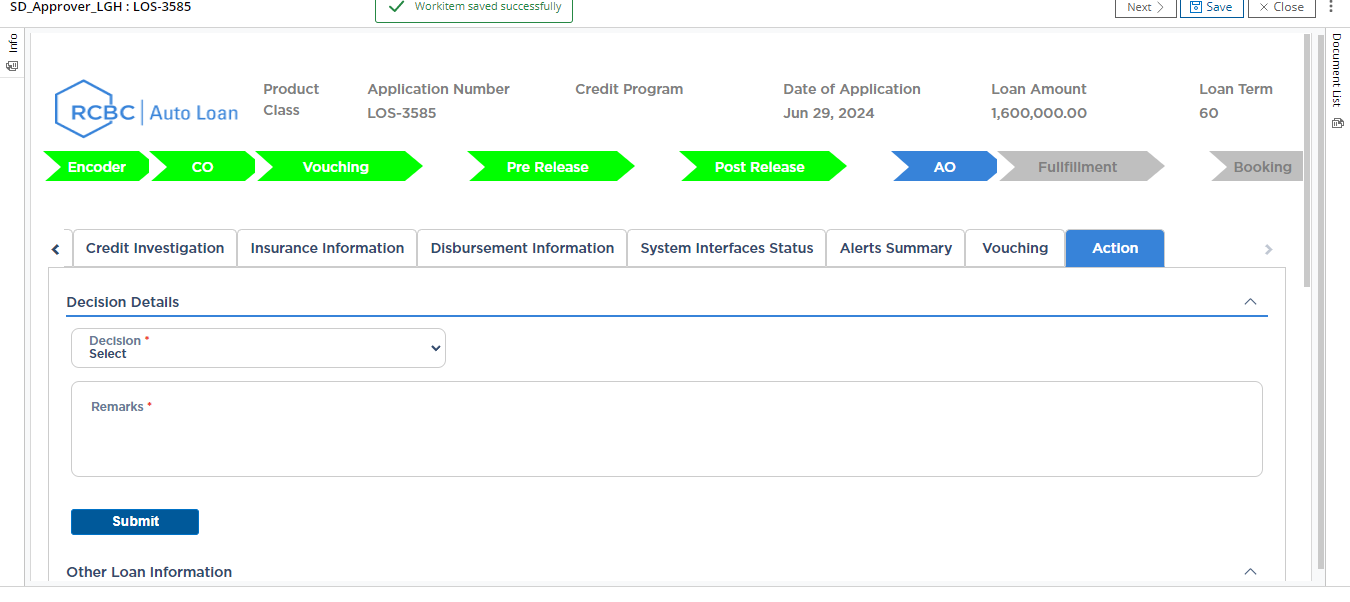 SD_Approver_LGH : LOS-3585
Workitem saved successfully
Next
Save
Close
Info
Document List
RCBC Auto Loan
Product Class
Application Number
LOS-3585
Credit Program
Date of Application
Jun 29, 2024
Loan Amount
1,600,000.00
Loan Term
60
Encoder
CO
Vouching
Pre Release
Post Release
AO
Fullfillment
Booking
Credit Investigation
Insurance Information
Disbursement Information
System Interfaces Status
Alerts Summary
Vouching
Action
Decision Details
Decision *
Select
Remarks *
Submit
Other Loan Information